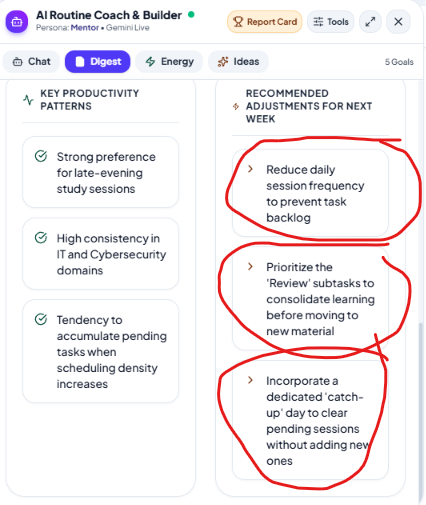 AI Routine Coach & Builder
Persona: Mentor • Gemini Live
Report Card
Tools
Chat
Digest
Energy
Ideas
5 Goals
KEY PRODUCTIVITY
PATTERNS
Strong preference
for late-evening
study sessions
High consistency in
IT and Cybersecurity
domains
Tendency to
accumulate pending
tasks when
scheduling density
increases
RECOMMENDED
ADJUSTMENTS FOR NEXT
WEEK
Reduce daily
session frequency
to prevent task
backlog
Prioritize the
'Review' subtasks to
consolidate learning
before moving to
new material
Incorporate a
dedicated 'catch-
up' day to clear
pending sessions
without adding new
ones